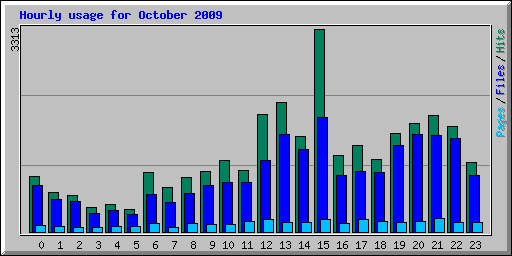 Hourly usage for October 2009
3313
Pages / Files / Hits
0 1 2 3 4 5 6 7 8 9 10 11 12 13 14 15 16 17 18 19 20 21 22 23